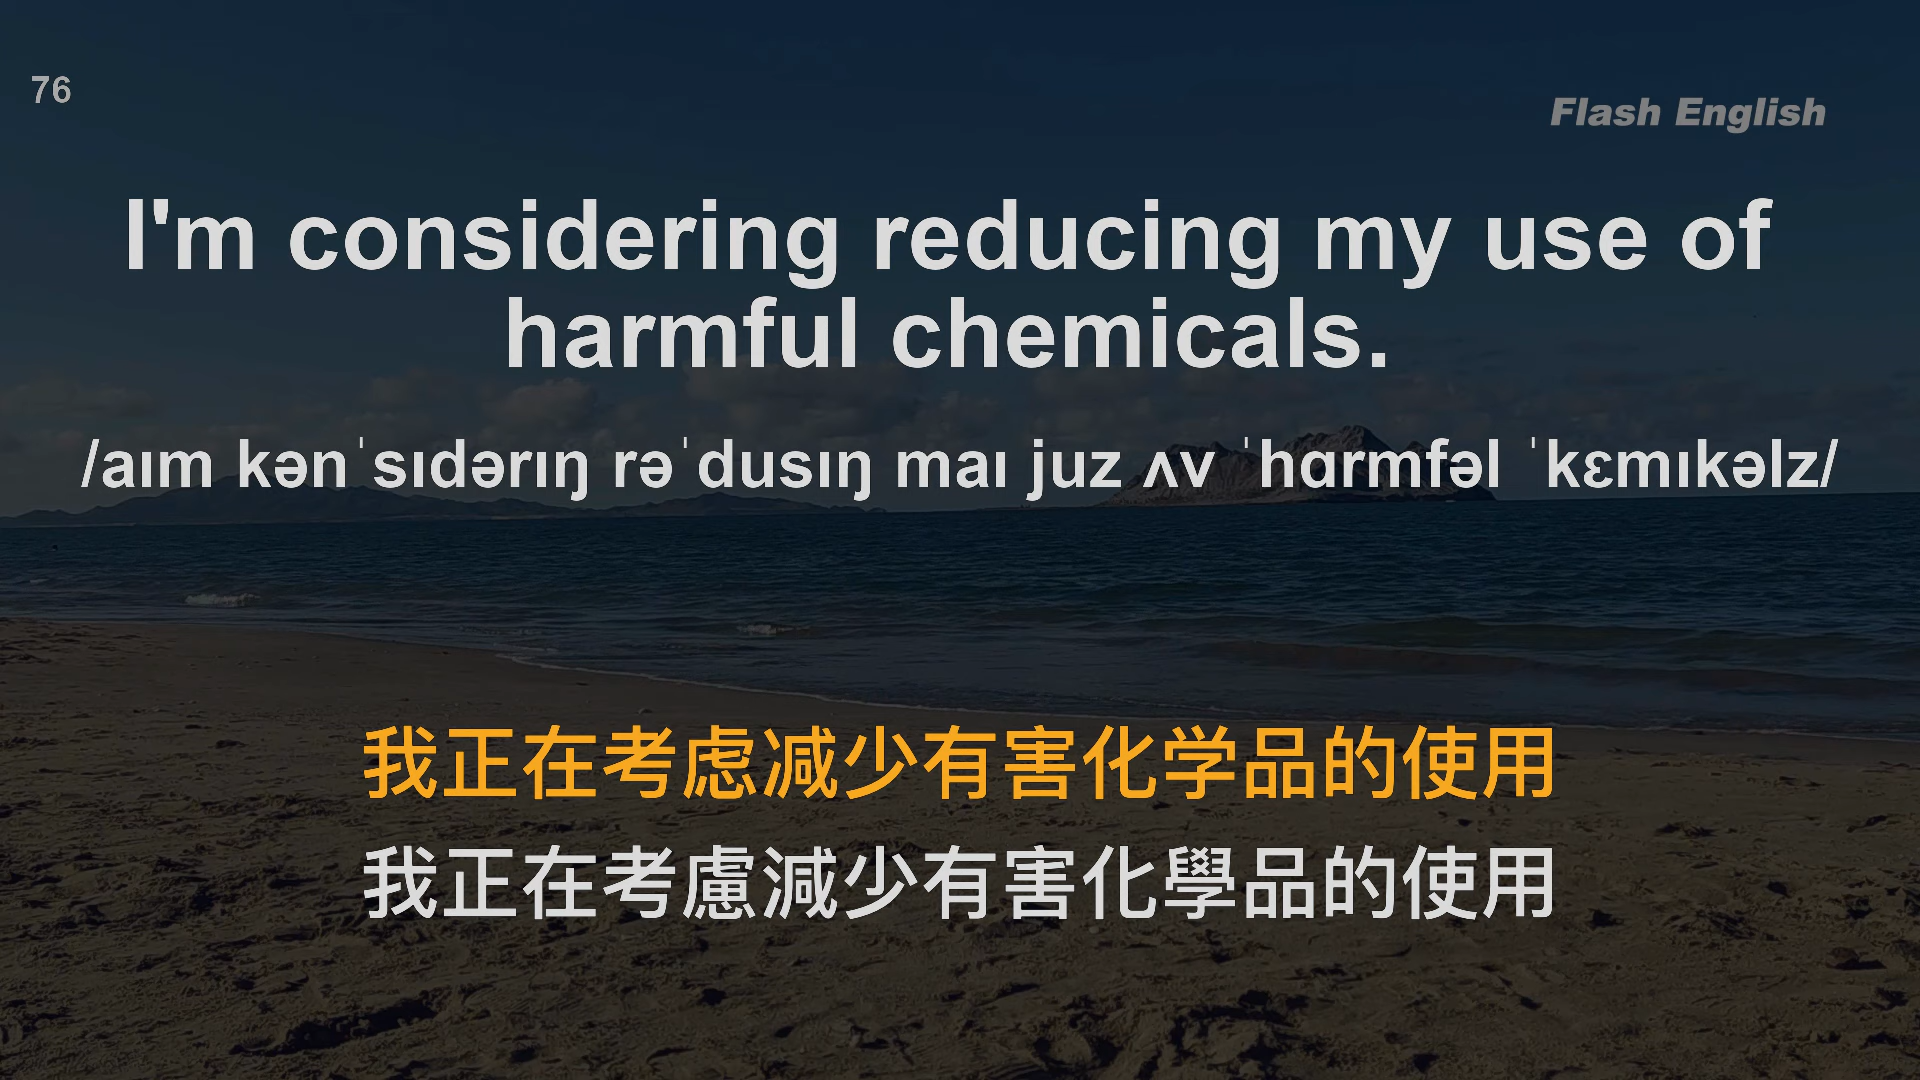 76
Flash English
I'm considering reducing my use of
harmful chemicals.
/aɪm kənˈsɪdərɪŋ rəˈdusɪŋ maɪ juz ʌv ˈhɑrmfəl ˈkɛmɪkəlz/
我正在考虑减少有害化学品的使用
我正在考慮減少有害化學品的使用